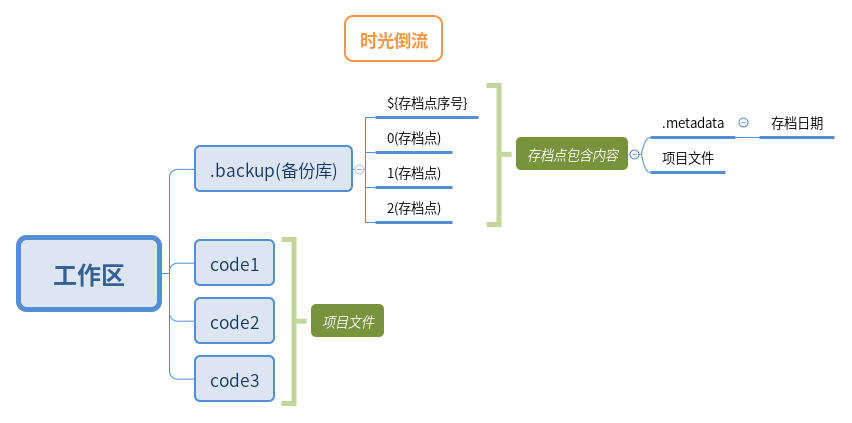 时光倒流
工作区
.backup(备份库)
${存档点序号}
0(存档点)
1(存档点)
2(存档点)
存档点包含内容
.metadata
存档日期
项目文件
code1
code2
code3
项目文件